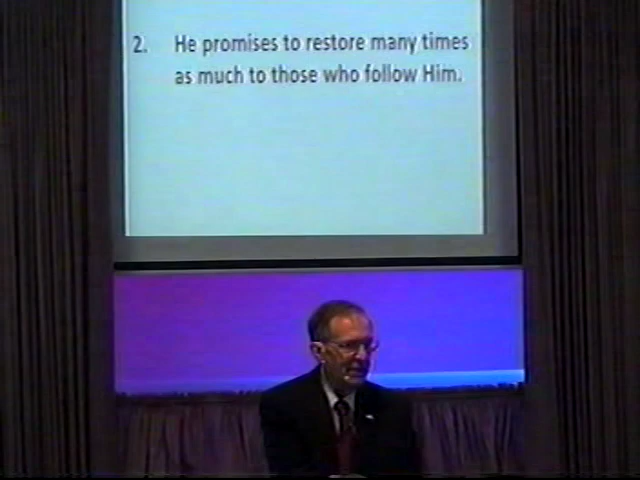 2. He promises to restore many times
as much to those who follow Him.